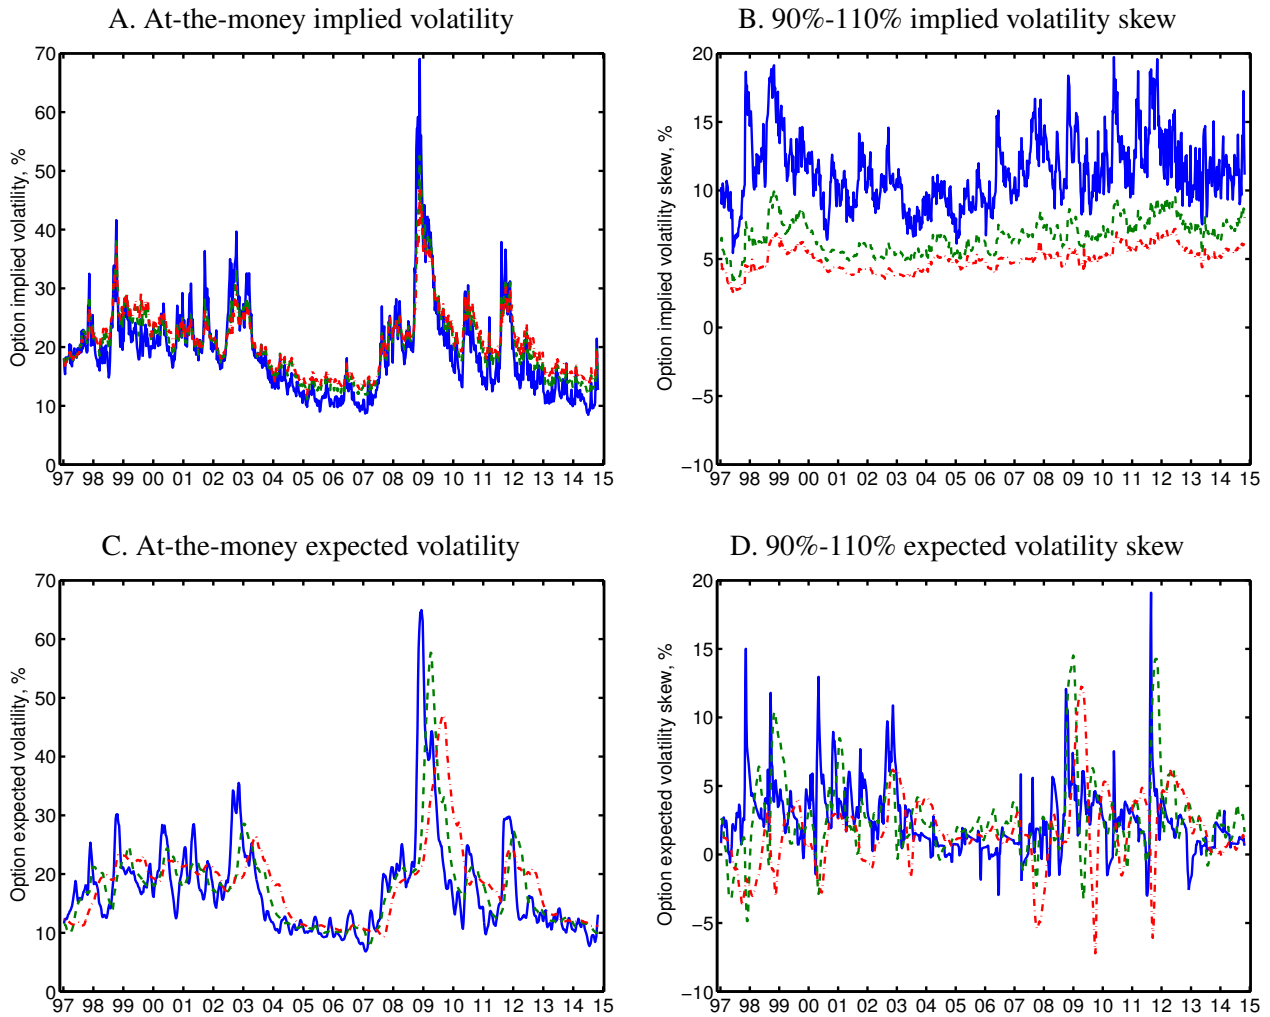 A. At-the-money implied volatility
Option implied volatility, %
70
60
50
40
30
20
10
0
97 98 99 00 01 02 03 04 05 06 07 08 09 10 11 12 13 14 15
B. 90%-110% implied volatility skew
Option implied volatility skew, %
20
15
10
5
0
−5
−10
97 98 99 00 01 02 03 04 05 06 07 08 09 10 11 12 13 14 15
C. At-the-money expected volatility
Option expected volatility, %
70
60
50
40
30
20
10
0
97 98 99 00 01 02 03 04 05 06 07 08 09 10 11 12 13 14 15
D. 90%-110% expected volatility skew
Option expected volatility skew, %
20
15
10
5
0
−5
−10
97 98 99 00 01 02 03 04 05 06 07 08 09 10 11 12 13 14 15